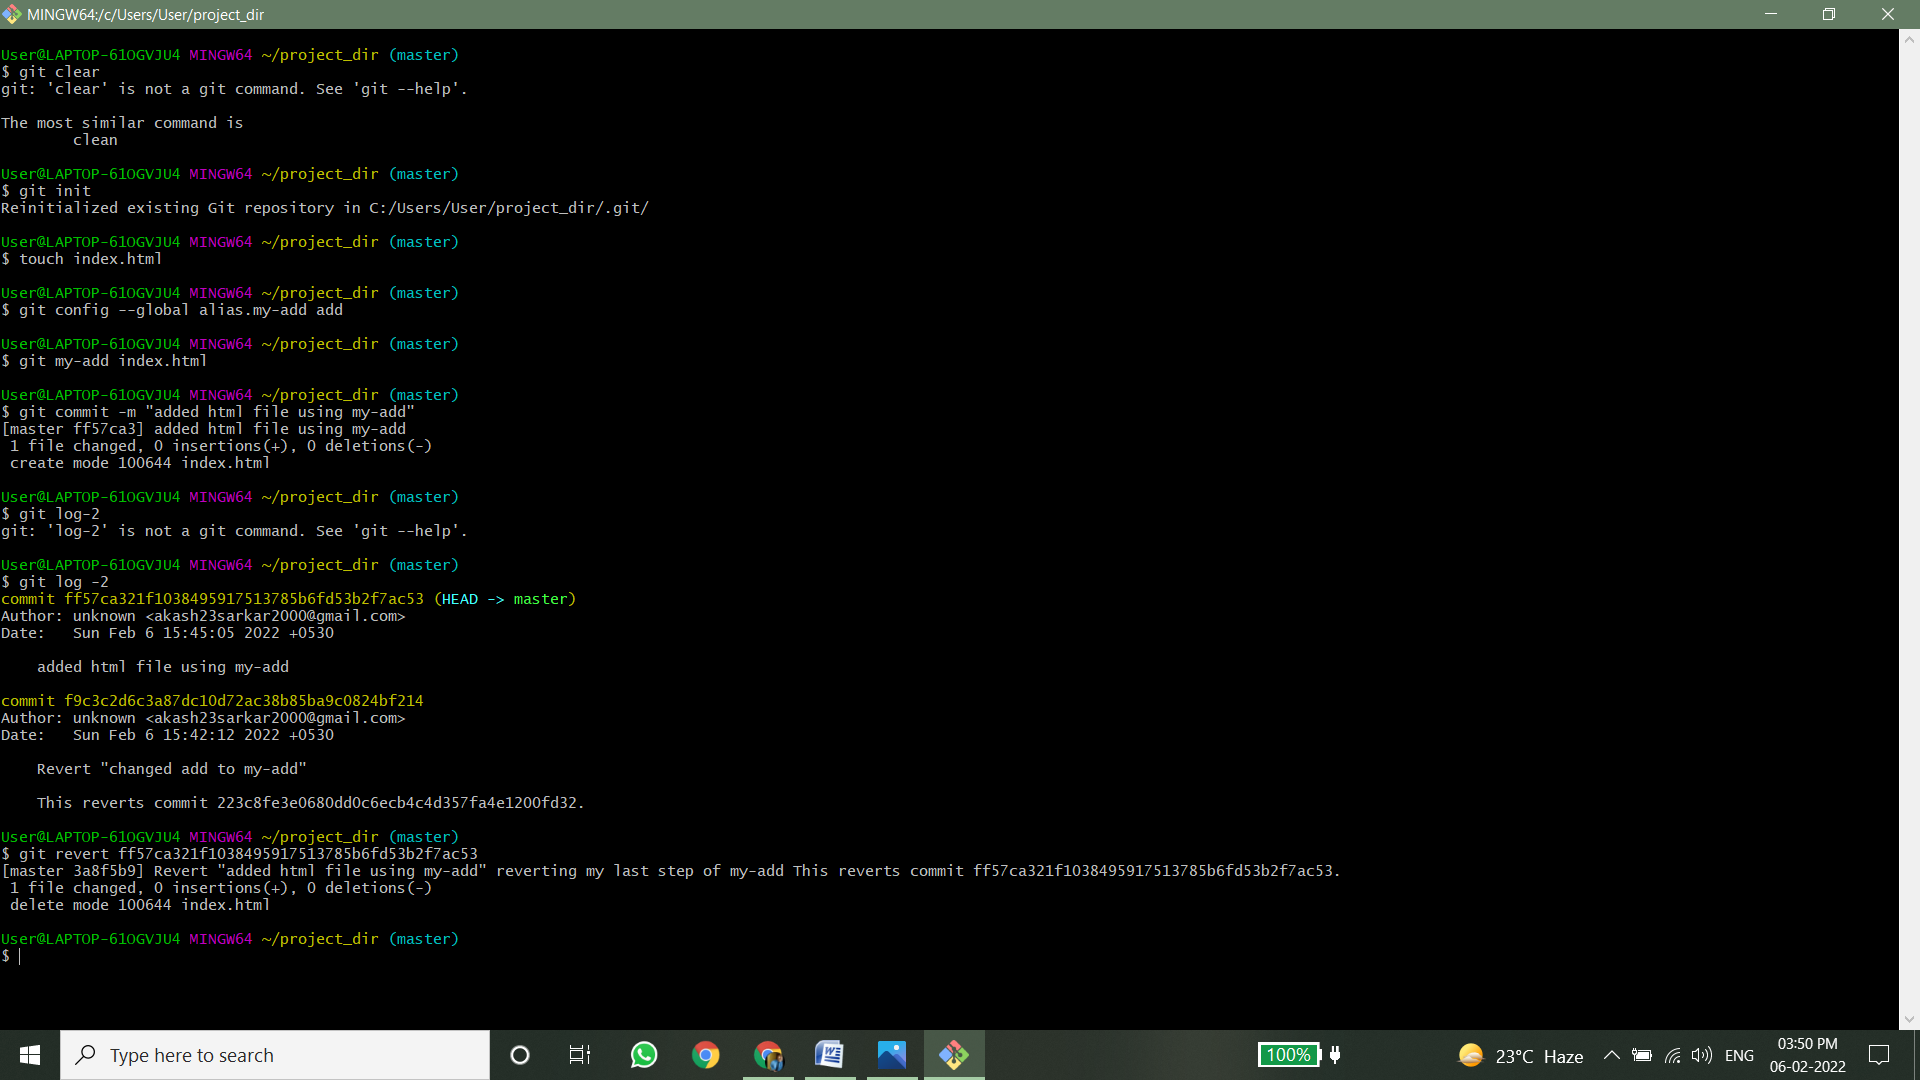 MINGW64:/c/Users/User/project_dir
User@LAPTOP-61OGVJU4 MINGW64 ~/project_dir (master)
$ git clear
git: 'clear' is not a git command. See 'git --help'.
The most similar command is
clean
User@LAPTOP-61OGVJU4 MINGW64 ~/project_dir (master)
$ git init
Reinitialized existing Git repository in C:/Users/User/project_dir/.git/
User@LAPTOP-61OGVJU4 MINGW64 ~/project_dir (master)
$ touch index.html
User@LAPTOP-61OGVJU4 MINGW64 ~/project_dir (master)
$ git config --global alias.my-add add
User@LAPTOP-61OGVJU4 MINGW64 ~/project_dir (master)
$ git my-add index.html
User@LAPTOP-61OGVJU4 MINGW64 ~/project_dir (master)
$ git commit -m "added html file using my-add"
[master ff57ca3] added html file using my-add
1 file changed, 0 insertions(+), 0 deletions(-)
create mode 100644 index.html
User@LAPTOP-61OGVJU4 MINGW64 ~/project_dir (master)
$ git log-2
git: 'log-2' is not a git command. See 'git --help'.
User@LAPTOP-61OGVJU4 MINGW64 ~/project_dir (master)
$ git log -2
commit ff57ca321f1038495917513785b6fd53b2f7ac53 (HEAD -> master)
Author: unknown <akash23sarkar2000@gmail.com>
Date:   Sun Feb 6 15:45:05 2022 +0530
added html file using my-add
commit f9c3c2d6c3a87dc10d72ac38b85ba9c0824bf214
Author: unknown <akash23sarkar2000@gmail.com>
Date:   Sun Feb 6 15:42:12 2022 +0530
Revert "changed add to my-add"
This reverts commit 223c8fe3e0680dd0c6ecb4c4d357fa4e1200fd32.
User@LAPTOP-61OGVJU4 MINGW64 ~/project_dir (master)
$ git revert ff57ca321f1038495917513785b6fd53b2f7ac53
[master 3a8f5b9] Revert "added html file using my-add" reverting my last step of my-add This reverts commit ff57ca321f1038495917513785b6fd53b2f7ac53.
1 file changed, 0 insertions(+), 0 deletions(-)
delete mode 100644 index.html
User@LAPTOP-61OGVJU4 MINGW64 ~/project_dir (master)
$
Type here to search
100%
23°C Haze
ENG
03:50 PM
06-02-2022